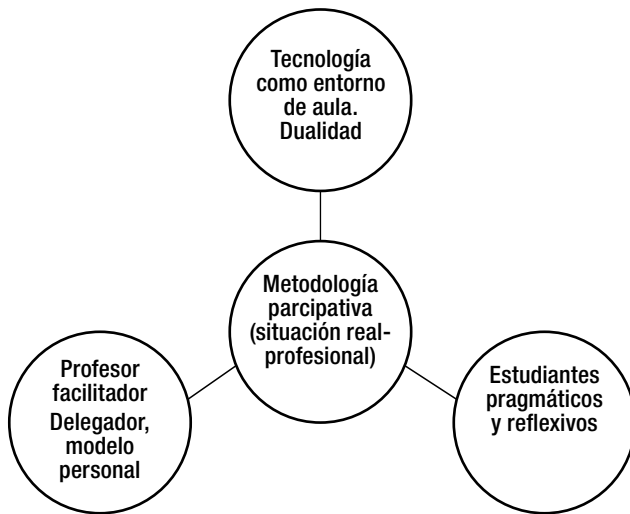 Tecnología
como entorno
de aula.
Dualidad
Metodología
parcipativa
(situación real-
profesional)
Profesor
facilitador
Delegador,
modelo
personal
Estudiantes
pragmáticos
y reflexivos